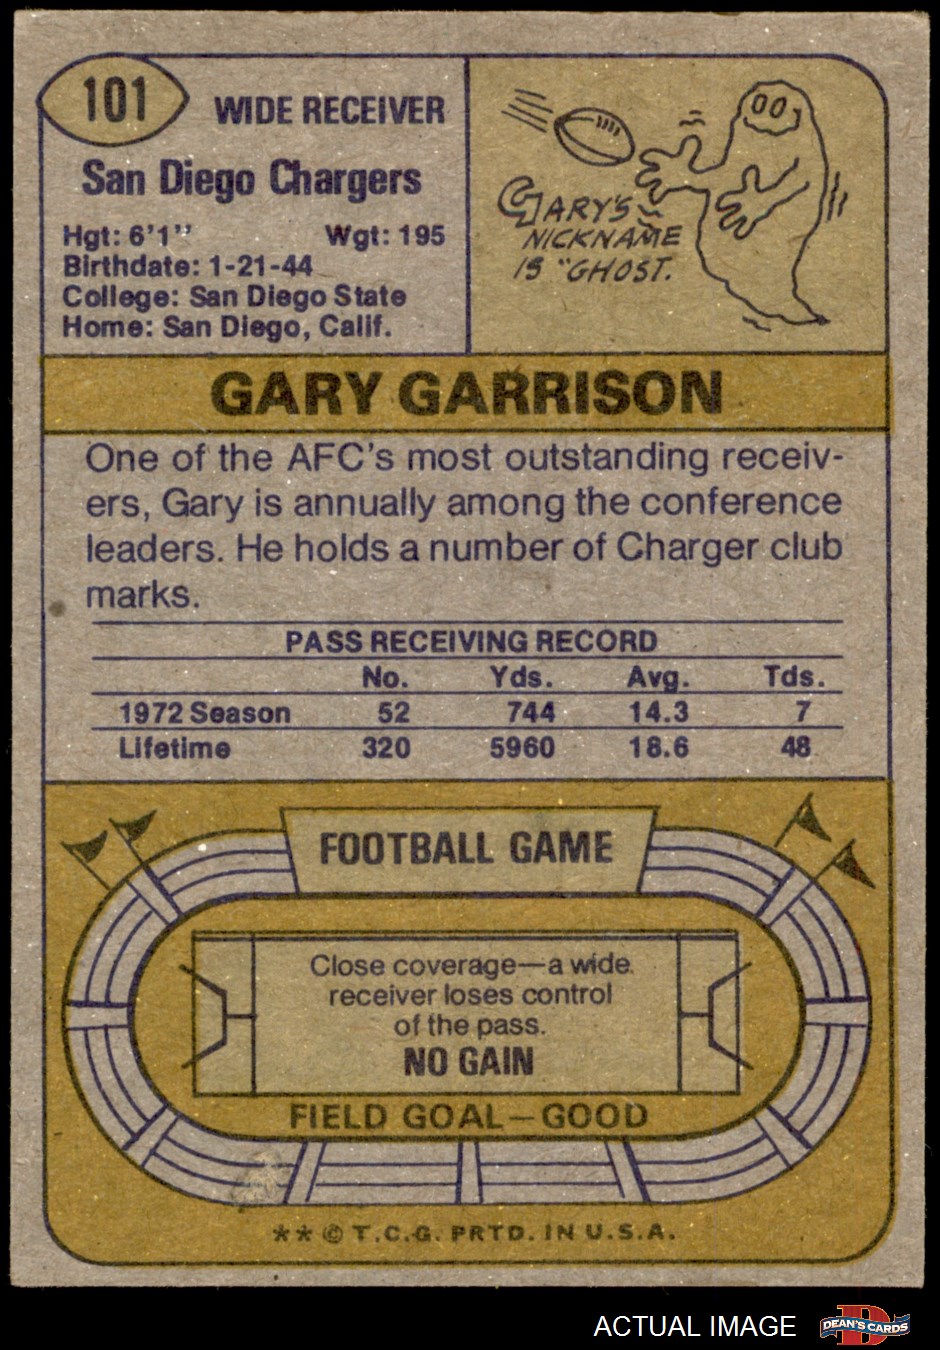 101
WIDE RECEIVER
San Diego Chargers
Hgt: 6'1" Wgt: 195
Birthdate: 1-21-44
College: San Diego State
Home: San Diego, Calif.
GARY'S
NICKNAME
IS "GHOST.
GARY GARRISON
One of the AFC's most outstanding receiv-
ers, Gary is annually among the conference
leaders. He holds a number of Charger club
marks.
PASS RECEIVING RECORD
No. Yds. Avg. Tds.
1972 Season 52 744 14.3 7
Lifetime 320 5960 18.6 48
FOOTBALL GAME
Close coverage—a wide
receiver loses control
of the pass.
NO GAIN
FIELD GOAL—GOOD
** © T.C.G. PRTD. IN U.S.A.
ACTUAL IMAGE
D
DEAN'S CARDS